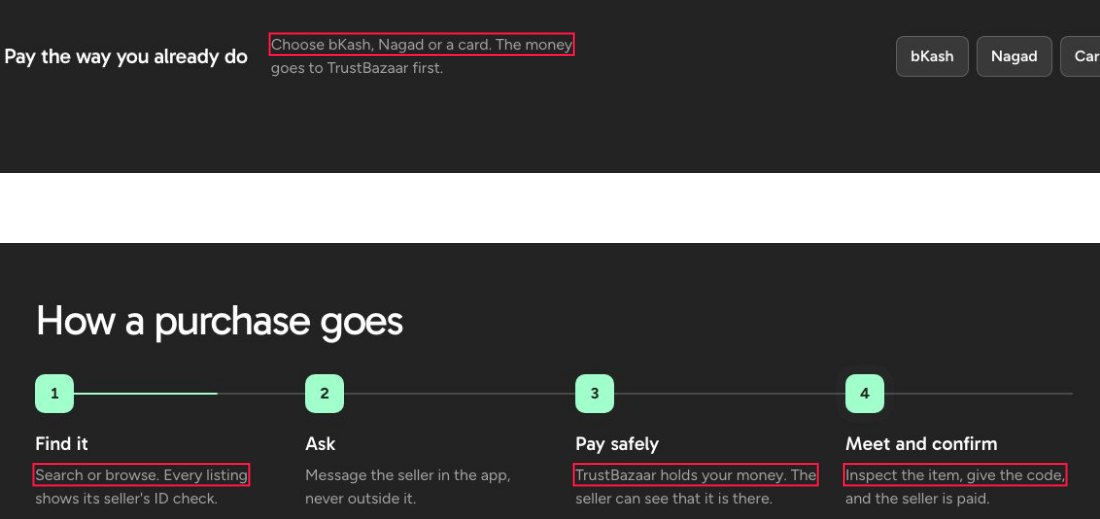 Pay the way you already do
Choose bKash, Nagad or a card. The money
goes to TrustBazaar first.
bKash
Nagad
Car
How a purchase goes
1
2
3
4
Find it
Search or browse. Every listing
shows its seller's ID check.
Ask
Message the seller in the app,
never outside it.
Pay safely
TrustBazaar holds your money. The
seller can see that it is there.
Meet and confirm
Inspect the item, give the code,
and the seller is paid.